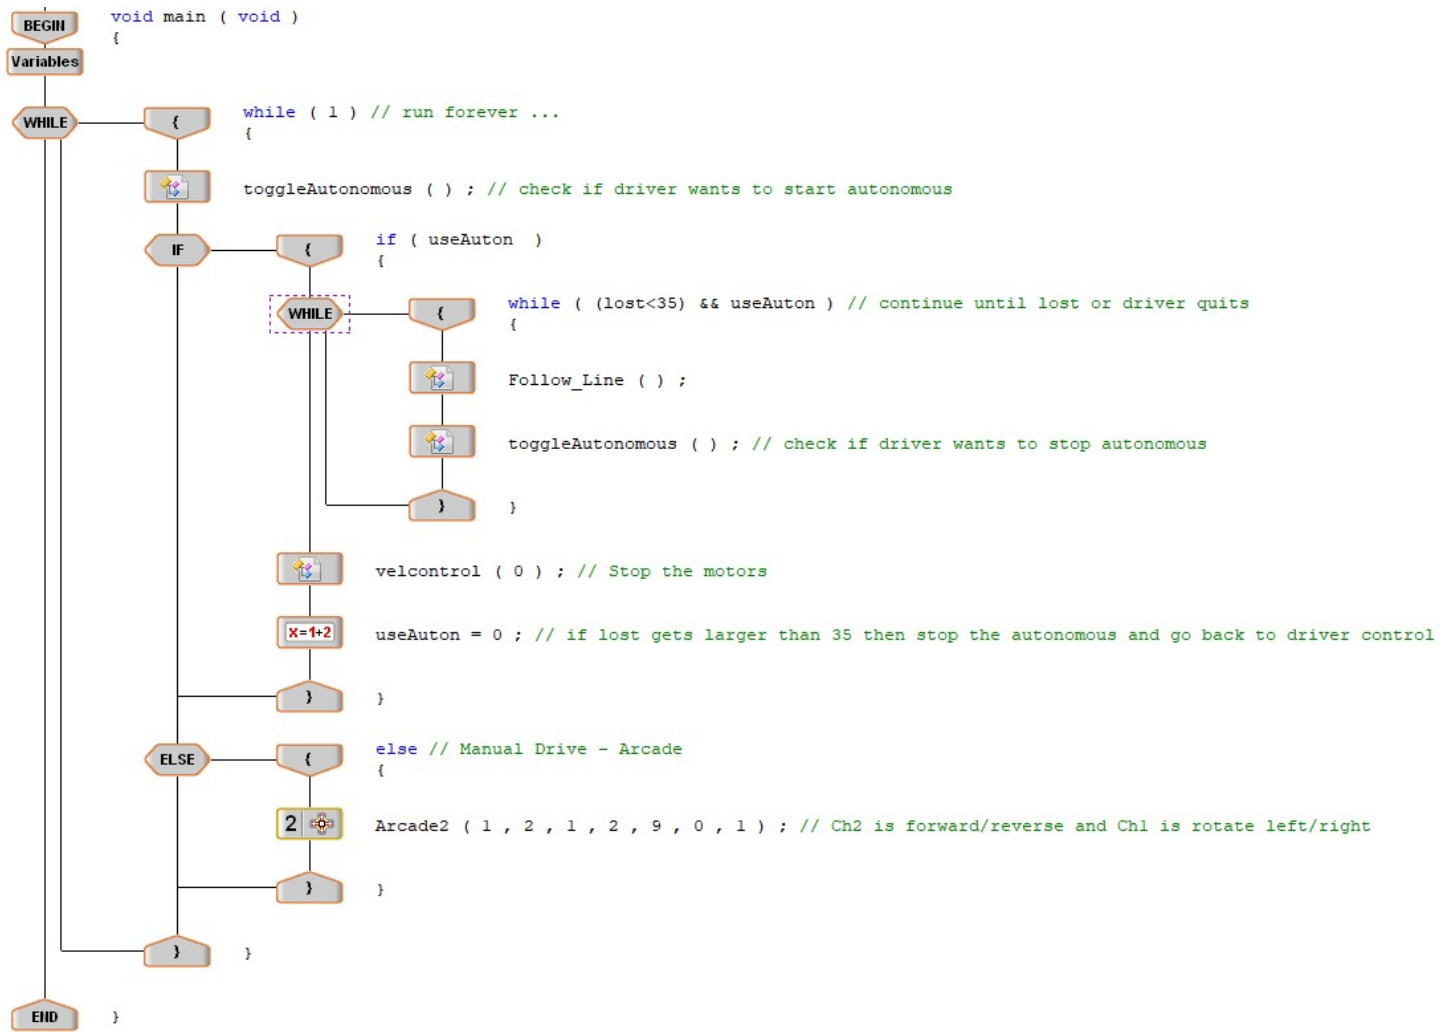 BEGIN
void main ( void )
{
Variables
WHILE
{
while ( 1 ) // run forever ...
{
toggleAutonomous ( ) ; // check if driver wants to start autonomous
IF
{
if ( useAuton )
{
WHILE
{
while ( (lost<35) && useAuton ) // continue until lost or driver quits
{
Follow_Line ( ) ;
toggleAutonomous ( ) ; // check if driver wants to stop autonomous
}
}
velcontrol ( 0 ) ; // Stop the motors
x=1+2
useAuton = 0 ; // if lost gets larger than 35 then stop the autonomous and go back to driver control
}
}
ELSE
{
else // Manual Drive - Arcade
{
2
Arcade2 ( 1 , 2 , 1 , 2 , 9 , 0 , 1 ) ; // Ch2 is forward/reverse and Ch1 is rotate left/right
}
}
}
}
END
}